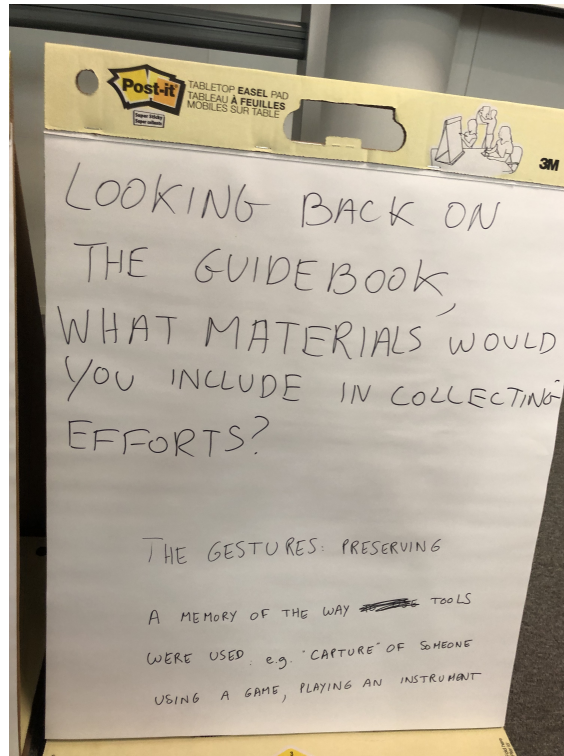 Post-it
Super Sticky
TABLETOP EASEL PAD
TABLEAU À FEUILLES
MOBILES SUR TABLE
3M
LOOKING BACK ON
THE GUIDEBOOK,
WHAT MATERIALS WOULD
YOU INCLUDE IN COLLECTING
EFFORTS?
THE GESTURES: PRESERVING
A MEMORY OF THE WAY TOOLS
WERE USED. e.g. "CAPTURE" OF SOMEONE
USING A GAME, PLAYING AN INSTRUMENT